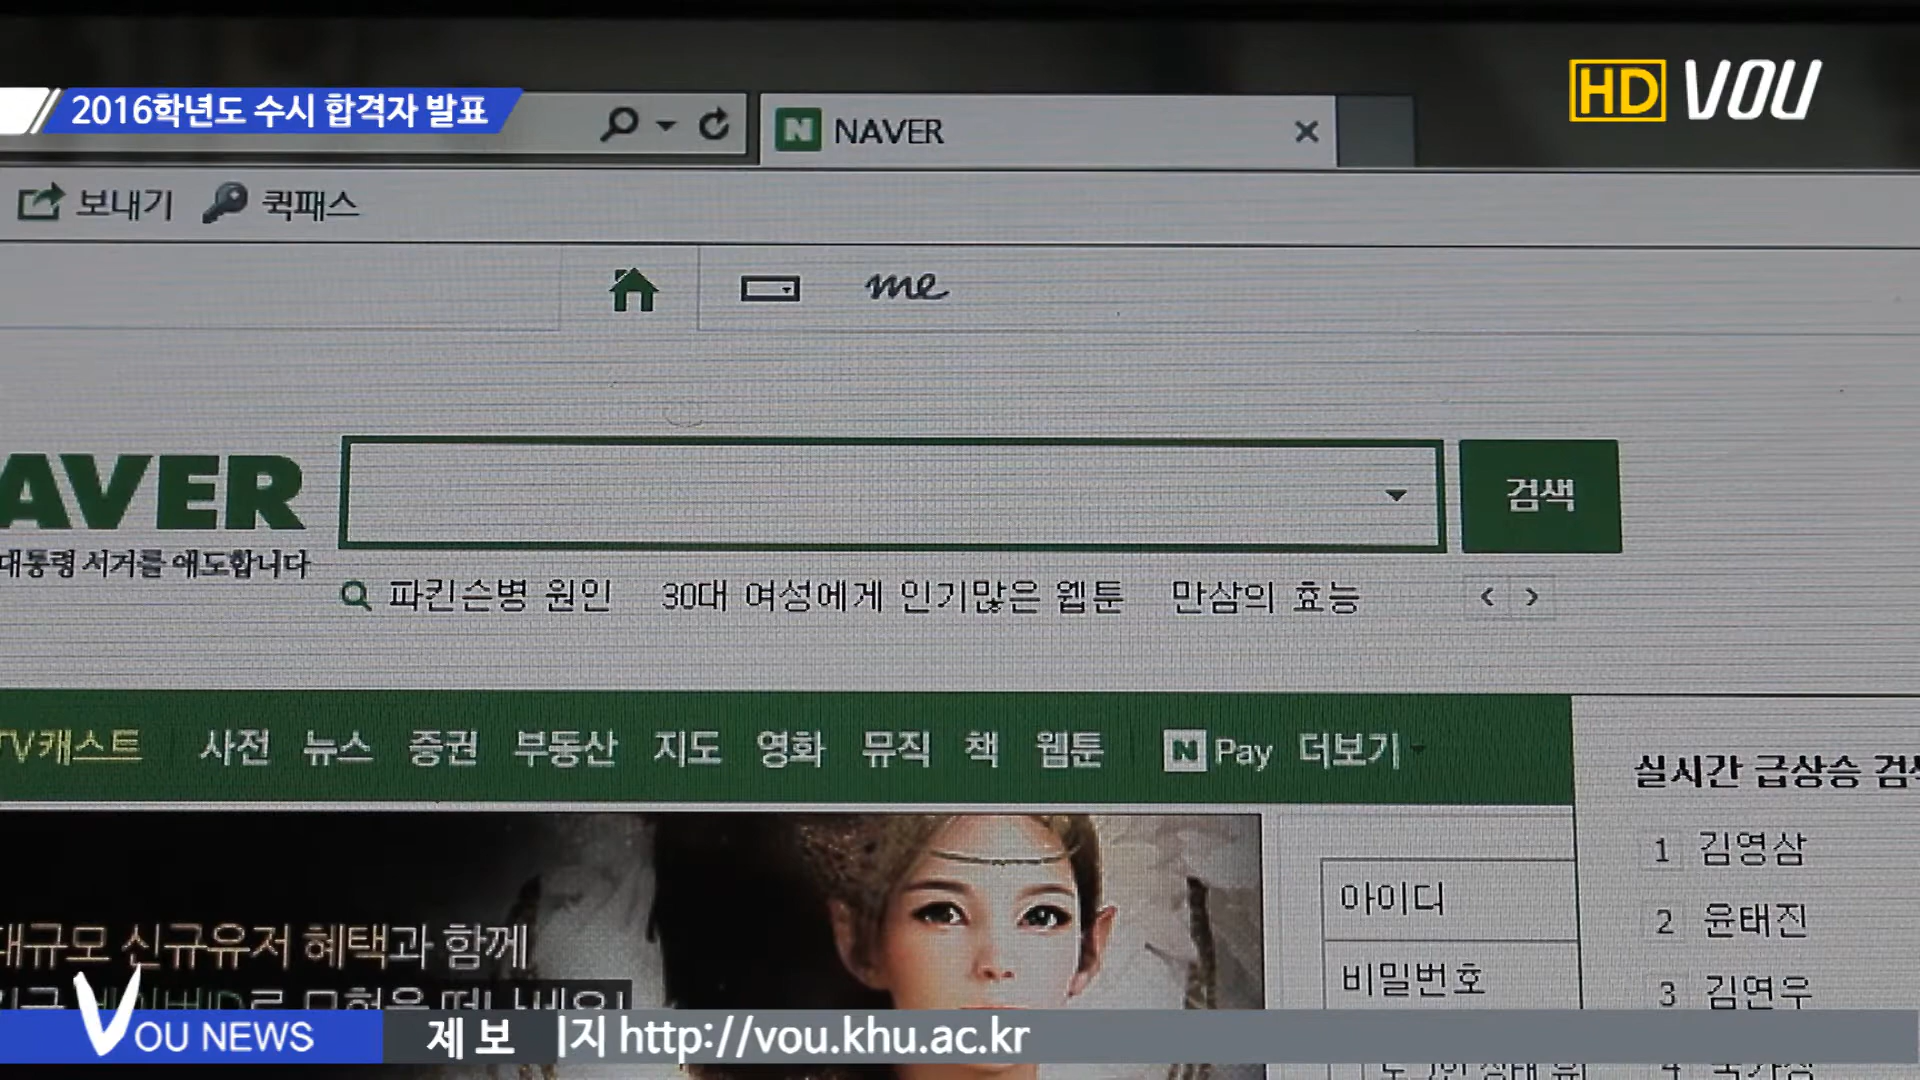 2016학년도 수시 합격자 발표
HD VOU
NAVER
보내기 퀵패스
me
NAVER
검색
대통령 서거를 애도합니다
파킨슨병 원인 30대 여성에게 인기많은 웹툰 만삼의 효능
TV캐스트 사전 뉴스 증권 부동산 지도 영화 뮤직 책 웹툰 N Pay 더보기
실시간 급상승 검색
1 김영삼
2 윤태진
3 김연우
아이디
비밀번호
대규모 신규유저 혜택과 함께
VOU NEWS 제보 지 http://vou.khu.ac.kr